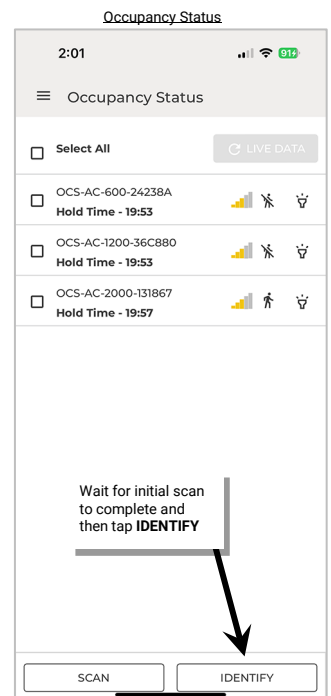 Occupancy Status
2:01
91
Occupancy Status
Select All
LIVE DATA
OCS-AC-600-24238A
Hold Time - 19:53
OCS-AC-1200-36C880
Hold Time - 19:53
OCS-AC-2000-131867
Hold Time - 19:57
Wait for initial scan
to complete and
then tap IDENTIFY
SCAN
IDENTIFY